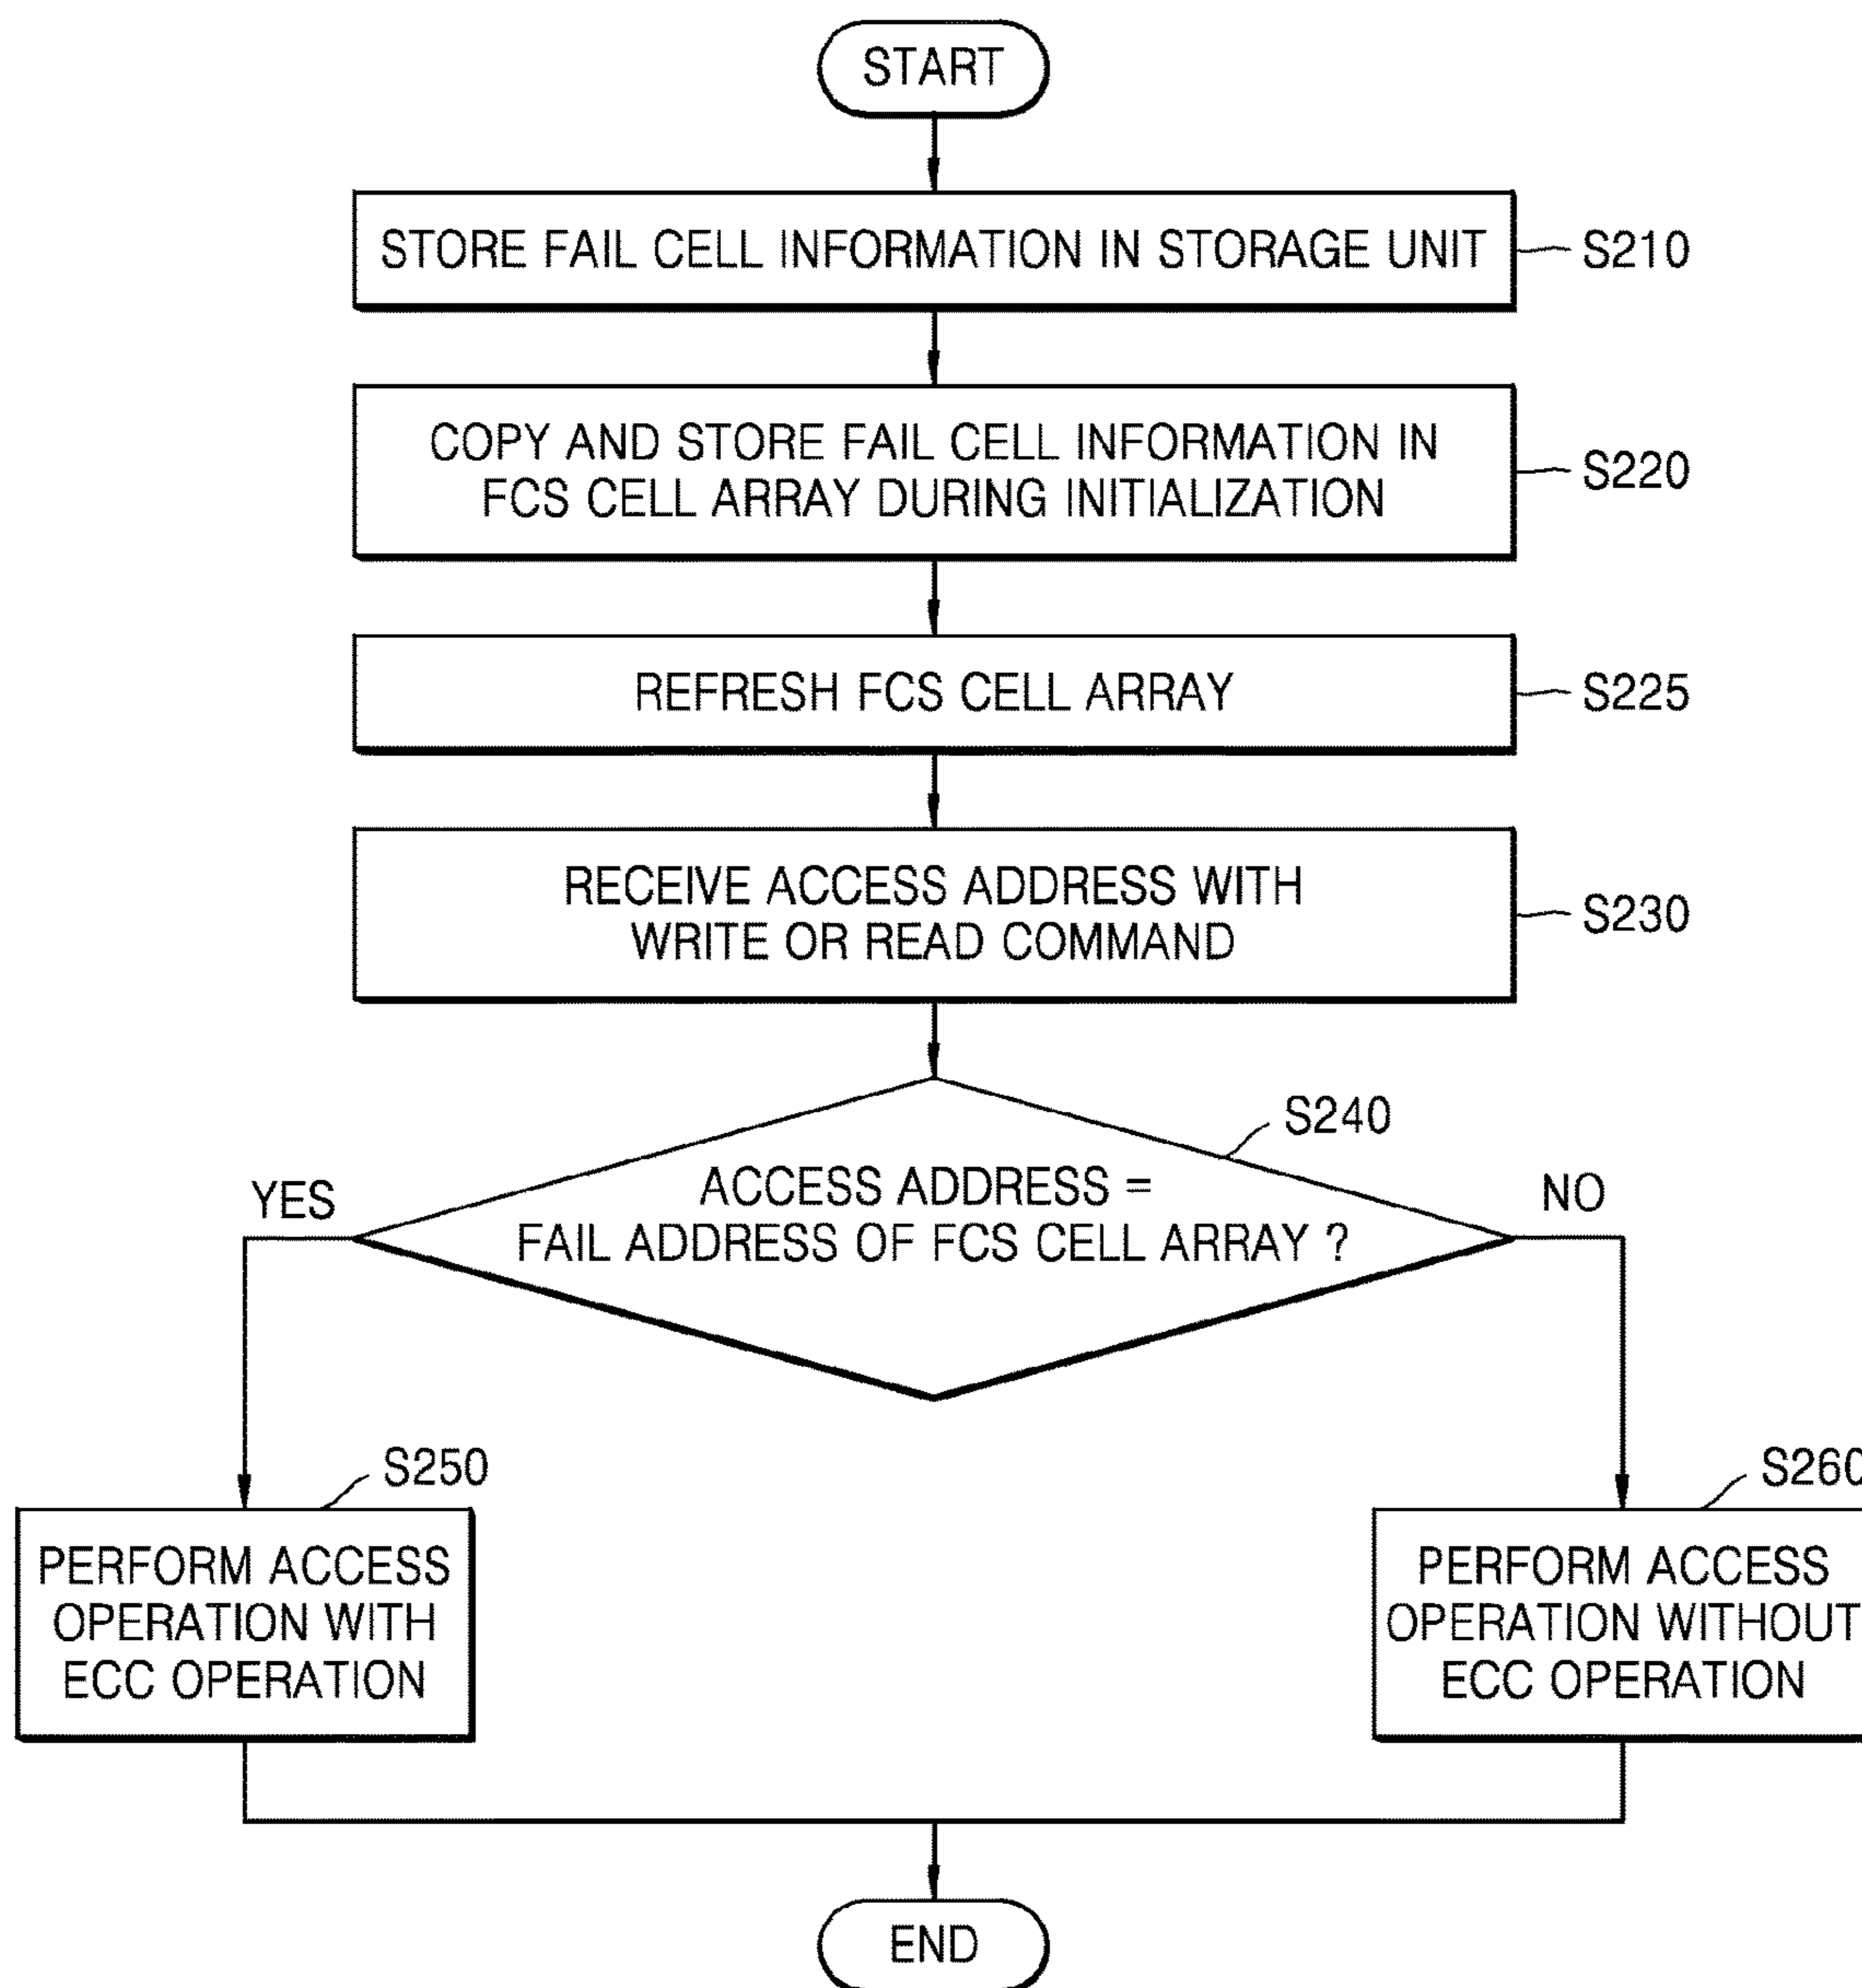 START
STORE FAIL CELL INFORMATION IN STORAGE UNIT
S210
COPY AND STORE FAIL CELL INFORMATION IN
FCS CELL ARRAY DURING INITIALIZATION
S220
REFRESH FCS CELL ARRAY
S225
RECEIVE ACCESS ADDRESS WITH
WRITE OR READ COMMAND
S230
S240
ACCESS ADDRESS =
FAIL ADDRESS OF FCS CELL ARRAY ?
YES
NO
S250
PERFORM ACCESS
OPERATION WITH
ECC OPERATION
S260
PERFORM ACCESS
OPERATION WITHOUT
ECC OPERATION
END